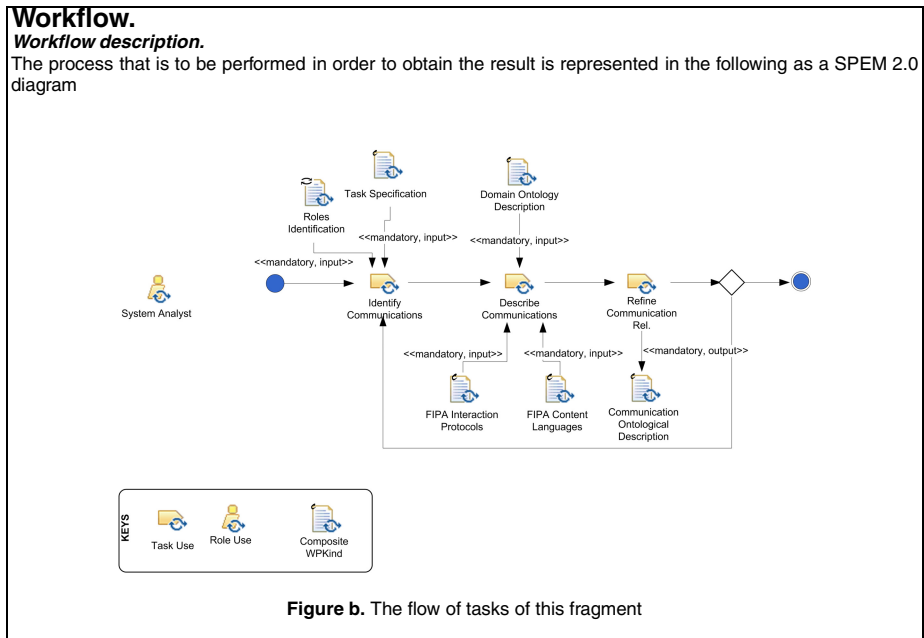 Workflow.
Workflow description.
The process that is to be performed in order to obtain the result is represented in the following as a SPEM 2.0
diagram
Task Specification
Domain Ontology
Description
Roles
Identification
<<mandatory, input>>
<<mandatory, input>>
<<mandatory, input>>
System Analyst
Identify
Communications
Describe
Communications
Refine
Communication
Rel.
<<mandatory, input>>
<<mandatory, input>>
<<mandatory, output>>
FIPA Interaction
Protocols
FIPA Content
Languages
Communication
Ontological
Description
KEYS
Task Use
Role Use
Composite
WPKind
Figure b. The flow of tasks of this fragment